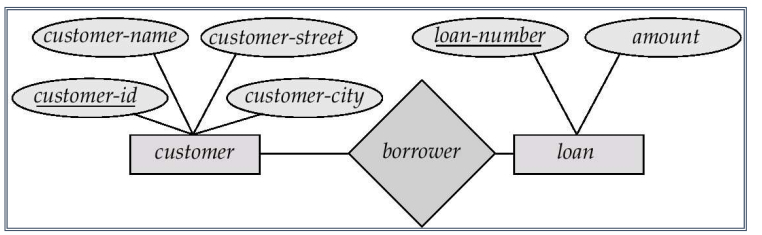 customer-name customer-street loan-number amount
customer-id customer-city
customer borrower loan